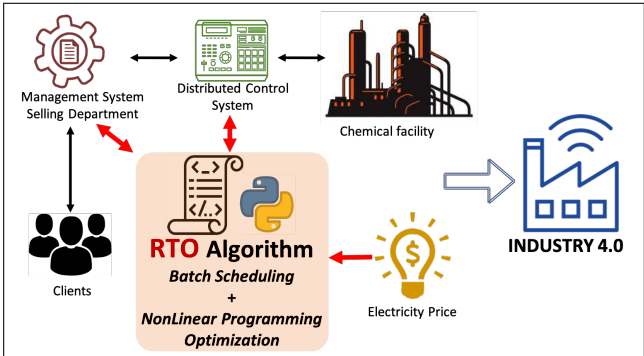 Management System
Selling Department
Distributed Control
System
Chemical facility
<_>
</..>
RTO Algorithm
Batch Scheduling
+
NonLinear Programming
Optimization
Clients
$
Electricity Price
INDUSTRY 4.0